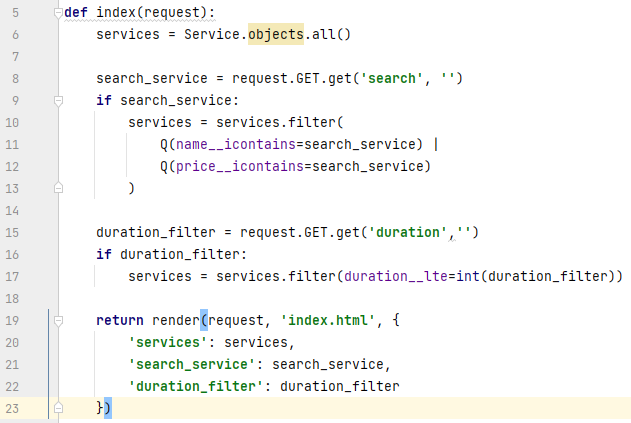 5 def index(request):
6     services = Service.objects.all()
7
8     search_service = request.GET.get('search', '')
9     if search_service:
10         services = services.filter(
11             Q(name__icontains=search_service) |
12             Q(price__icontains=search_service)
13         )
14
15     duration_filter = request.GET.get('duration','')
16     if duration_filter:
17         services = services.filter(duration__lte=int(duration_filter))
18
19     return render(request, 'index.html', {
20         'services': services,
21         'search_service': search_service,
22         'duration_filter': duration_filter
23     })